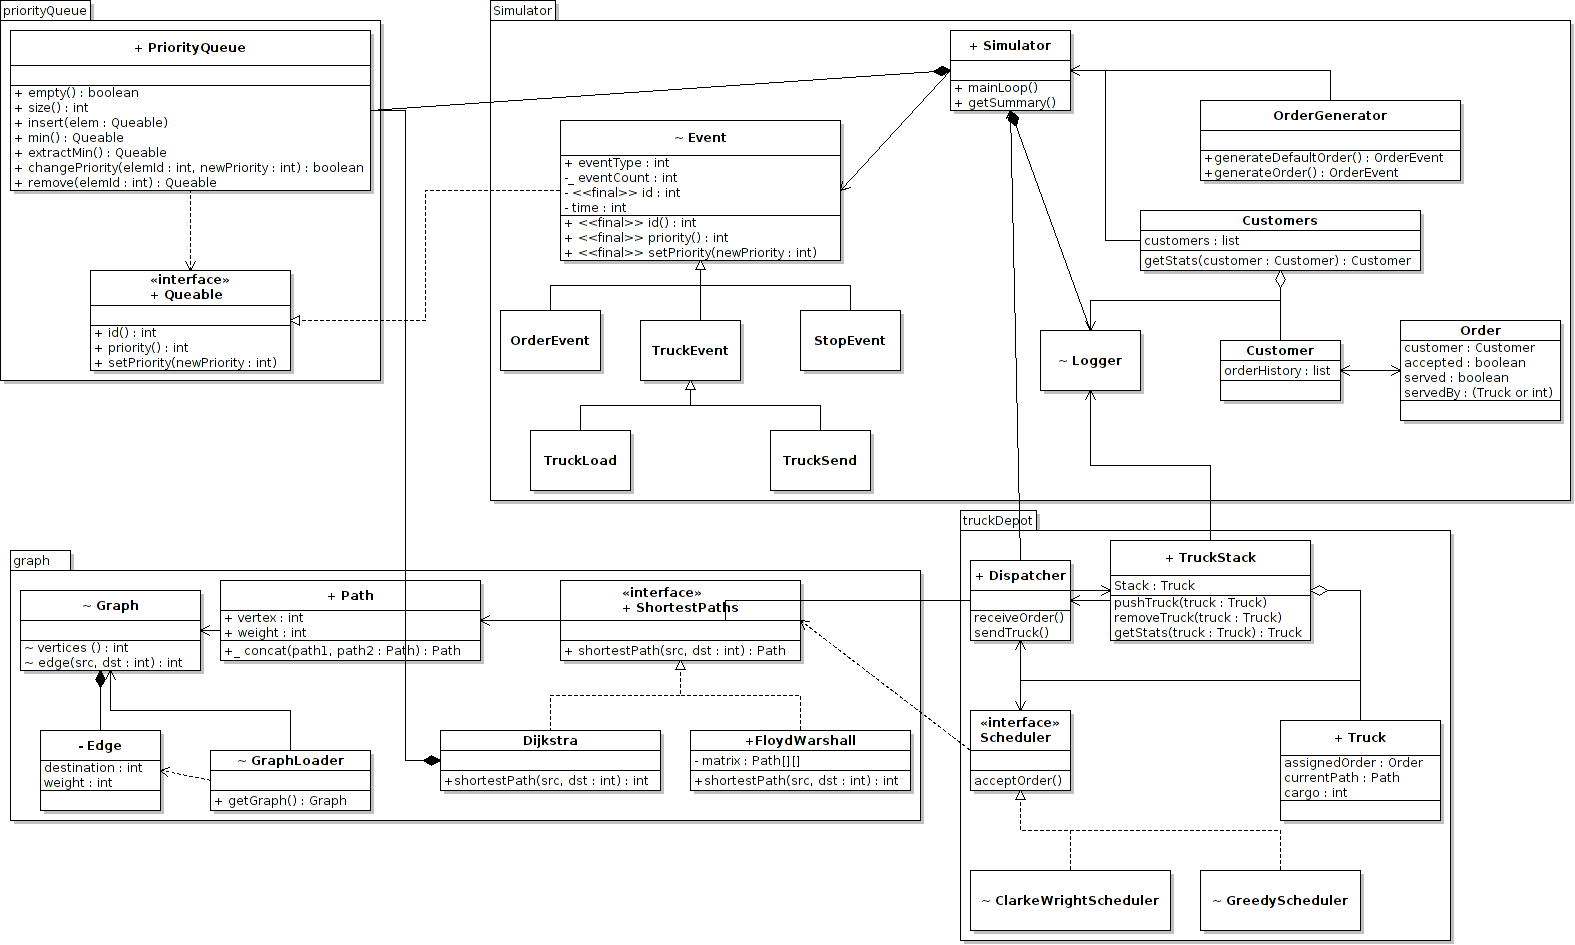 priorityQueue
+ PriorityQueue
+ empty() : boolean
+ size() : int
+ insert(elem : Queable)
+ min() : Queable
+ extractMin() : Queable
+ changePriority(elemId : int, newPriority : int) : boolean
+ remove(elemId : int) : Queable
«interface»
+ Queable
+ id() : int
+ priority() : int
+ setPriority(newPriority : int)
Simulator
+ Simulator
+ mainLoop()
+ getSummary()
~ Event
+ eventType : int
-_ eventCount : int
- <<final>> id : int
- time : int
+ <<final>> id() : int
+ <<final>> priority() : int
+ <<final>> setPriority(newPriority : int)
OrderEvent
TruckEvent
StopEvent
TruckLoad
TruckSend
OrderGenerator
+generateDefaultOrder() : OrderEvent
+generateOrder() : OrderEvent
Customers
customers : list
getStats(customer : Customer) : Customer
~ Logger
Customer
orderHistory : list
Order
customer : Customer
accepted : boolean
served : boolean
servedBy : (Truck or int)
graph
~ Graph
~ vertices () : int
~ edge(src, dst : int) : int
+ Path
+ vertex : int
+ weight : int
+_ concat(path1, path2 : Path) : Path
«interface»
+ ShortestPaths
+ shortestPath(src, dst : int) : Path
- Edge
destination : int
weight : int
~ GraphLoader
+ getGraph() : Graph
Dijkstra
+shortestPath(src, dst : int) : int
+FloydWarshall
- matrix : Path[][]
+shortestPath(src, dst : int) : int
truckDepot
+ Dispatcher
receiveOrder()
sendTruck()
+ TruckStack
Stack : Truck
pushTruck(truck : Truck)
removeTruck(truck : Truck)
getStats(truck : Truck) : Truck
«interface»
Scheduler
acceptOrder()
+ Truck
assignedOrder : Order
currentPath : Path
cargo : int
~ ClarkeWrightScheduler
~ GreedyScheduler